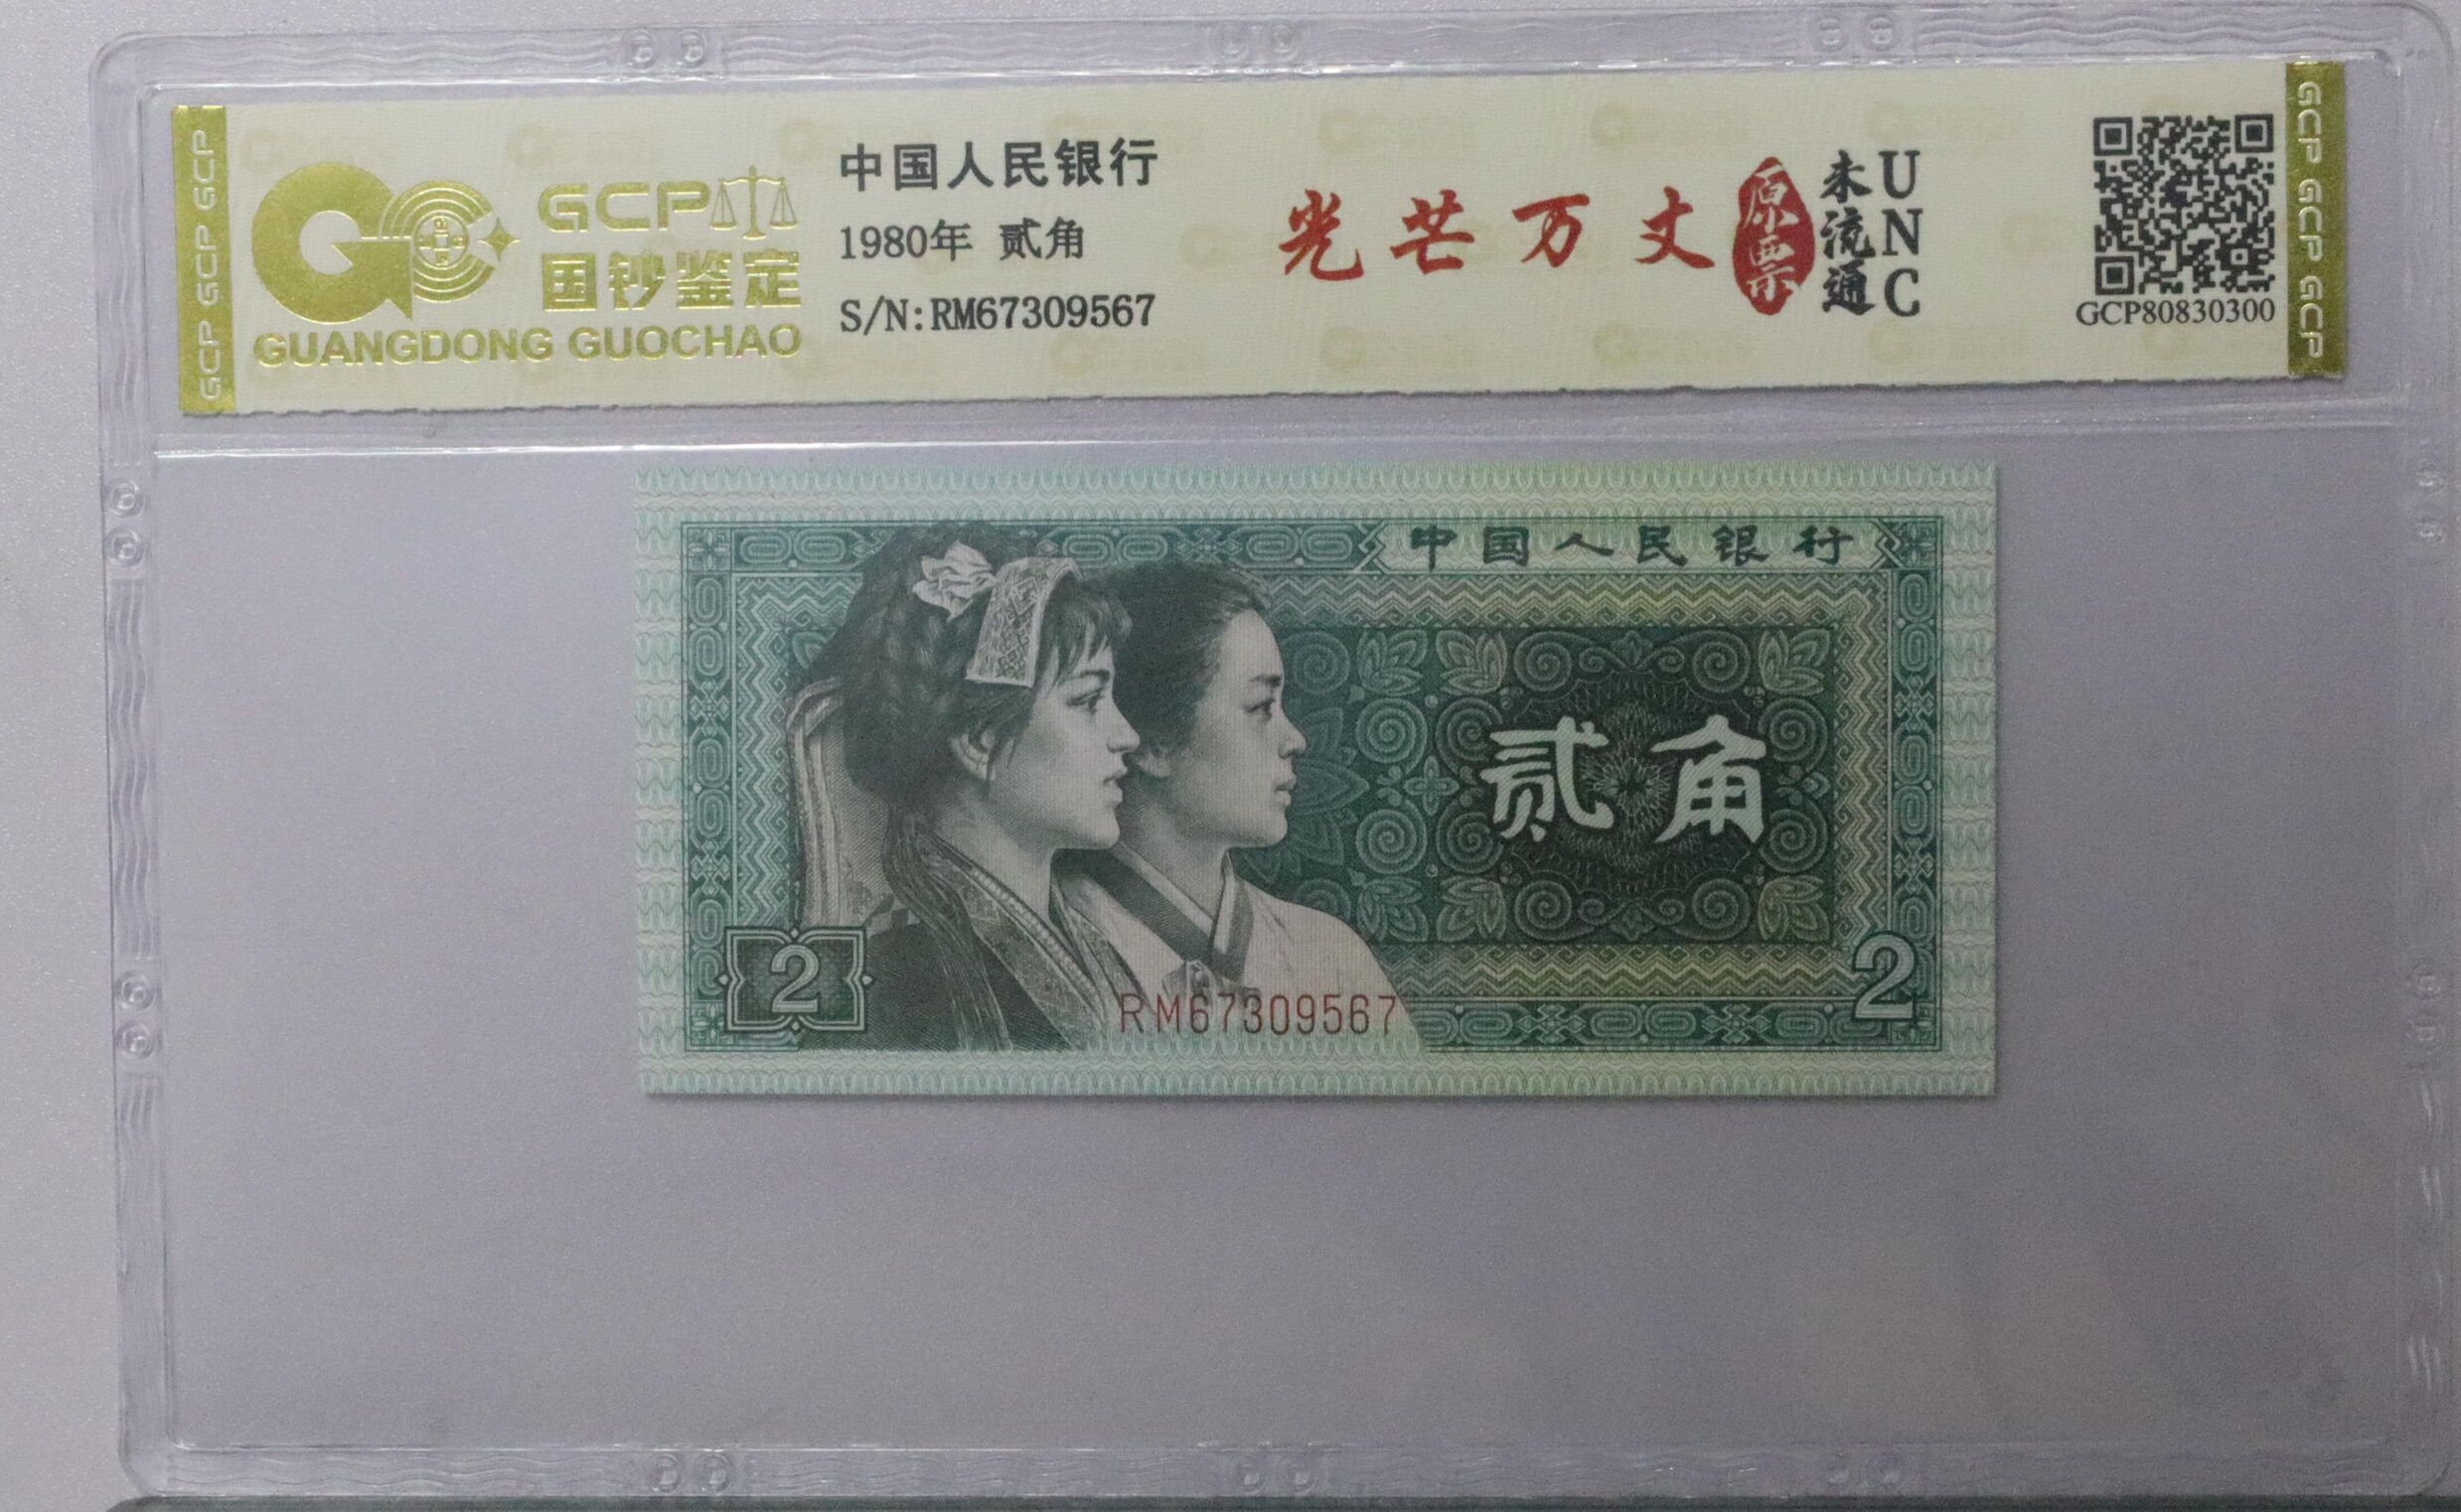 GCP GCP GCP
GCP
国钞鉴定
GUANGDONG GUOCHAO
中国人民银行
1980年 贰角
S/N:RM67309567
光芒万丈
原票
未流通
UNC
GCP80830300
GCP GCP GCP
中国人民银行
贰角
2
2
RM67309567